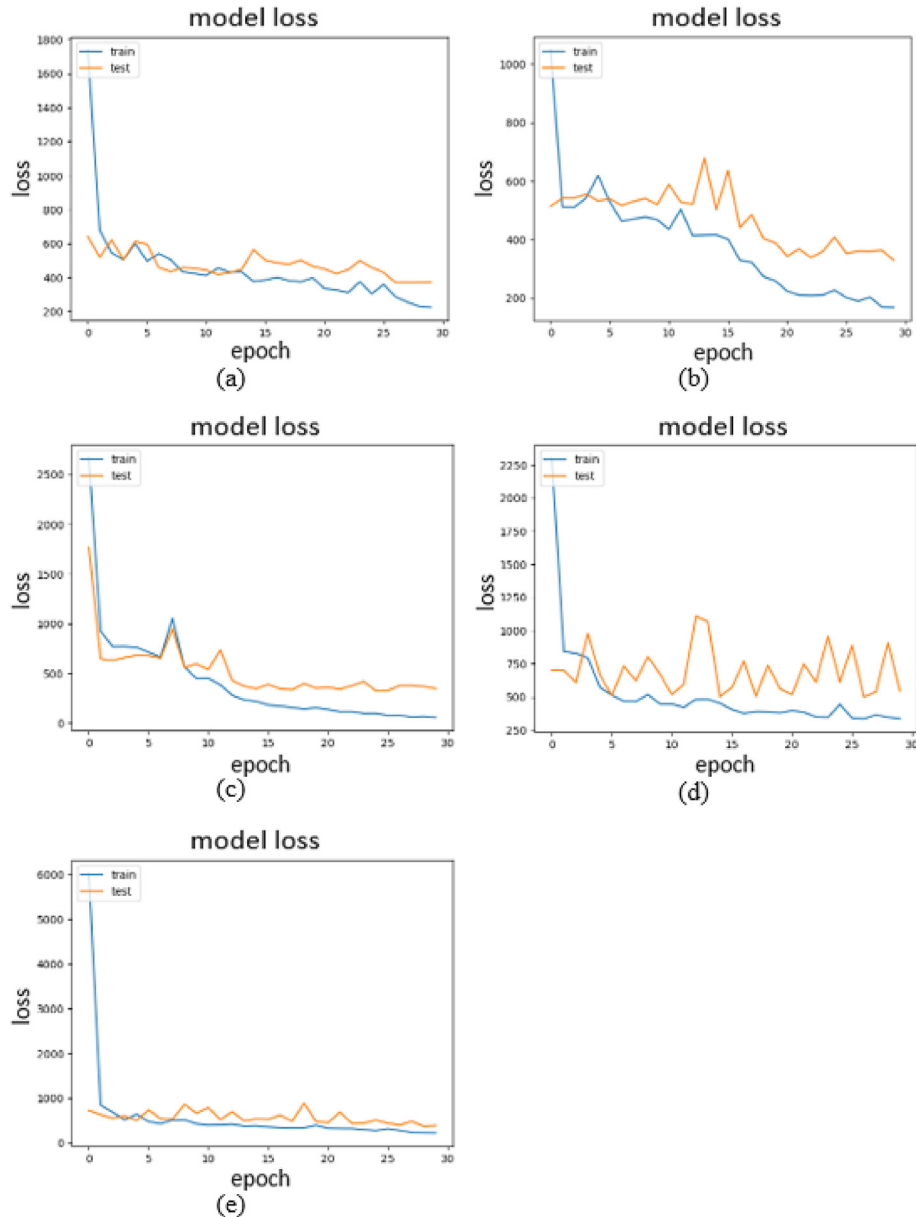 model loss
1800
1600
1400
1200
1000
800
600
400
200
train
test
loss
0 5 10 15 20 25 30
epoch
(a)
model loss
1000
800
600
400
200
train
test
loss
0 5 10 15 20 25 30
epoch
(b)
model loss
2500
2000
1500
1000
500
0
train
test
loss
0 5 10 15 20 25 30
epoch
(c)
model loss
2250
2000
1750
1500
1250
1000
750
500
250
train
test
loss
0 5 10 15 20 25 30
epoch
(d)
model loss
6000
5000
4000
3000
2000
1000
0
train
test
loss
0 5 10 15 20 25 30
epoch
(e)